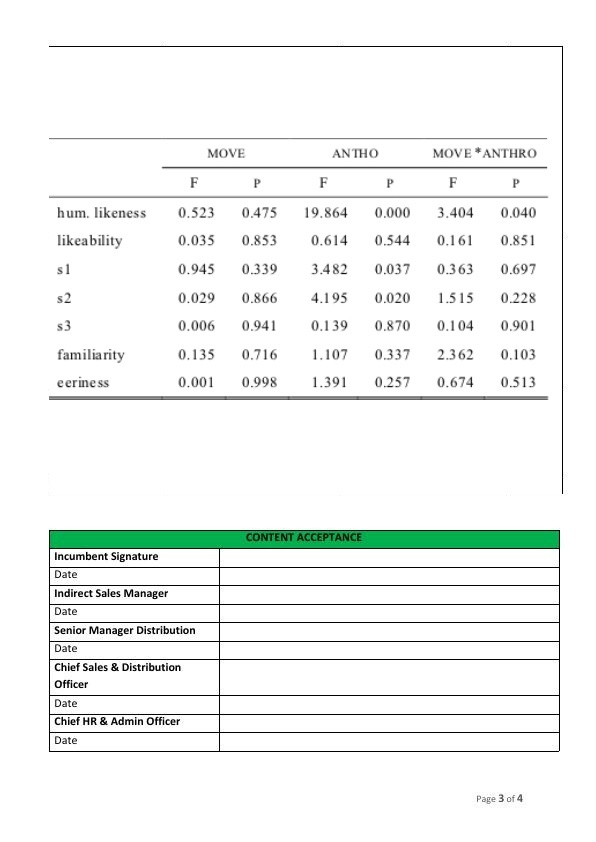 MOVE ANTHO MOVE *ANTHRO
F P F P F P
hum. likeness 0.523 0.475 19.864 0.000 3.404 0.040
likeability 0.035 0.853 0.614 0.544 0.161 0.851
s1 0.945 0.339 3.482 0.037 0.363 0.697
s2 0.029 0.866 4.195 0.020 1.515 0.228
s3 0.006 0.941 0.139 0.870 0.104 0.901
familiarity 0.135 0.716 1.107 0.337 2.362 0.103
eeriness 0.001 0.998 1.391 0.257 0.674 0.513
CONTENT ACCEPTANCE
Incumbent Signature
Date
Indirect Sales Manager
Date
Senior Manager Distribution
Date
Chief Sales & Distribution
Officer
Date
Chief HR & Admin Officer
Date
Page 3 of 4